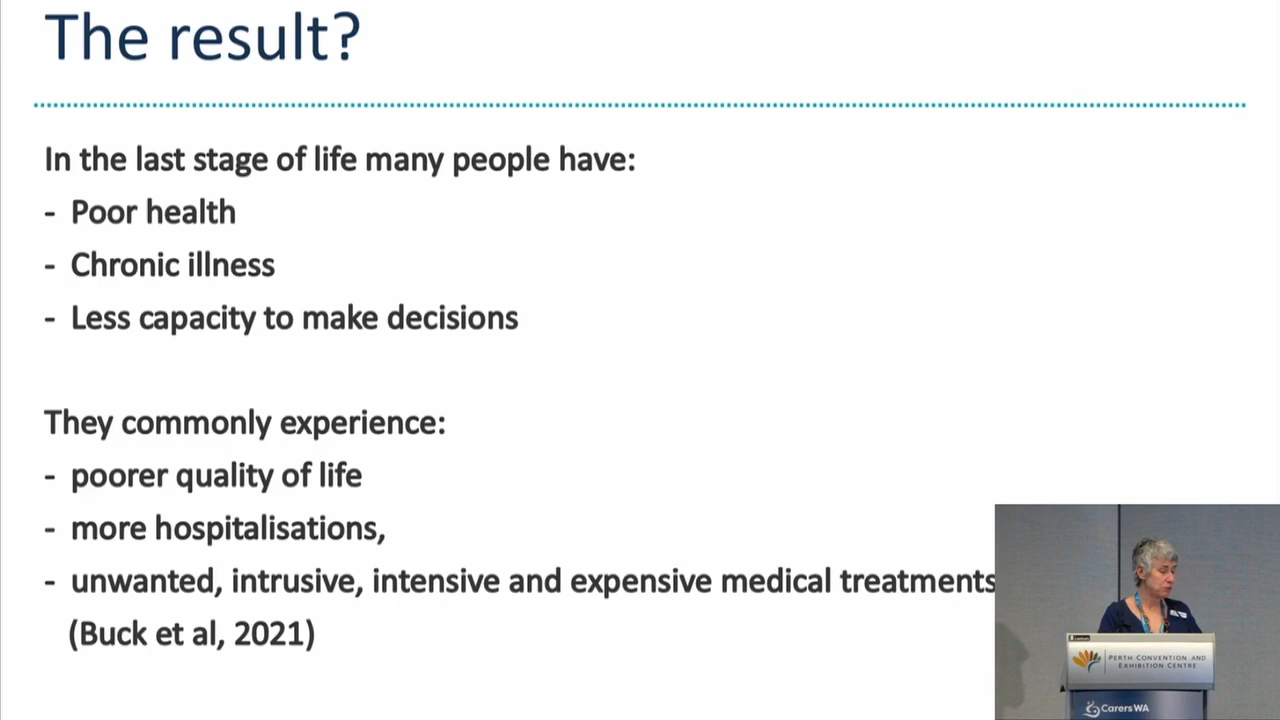 The result?
In the last stage of life many people have:
- Poor health
- Chronic illness
- Less capacity to make decisions
They commonly experience:
- poorer quality of life
- more hospitalisations,
- unwanted, intrusive, intensive and expensive medical treatments
(Buck et al, 2021)
PERTH CONVENTION AND
EXHIBITION CENTRE
Carers WA